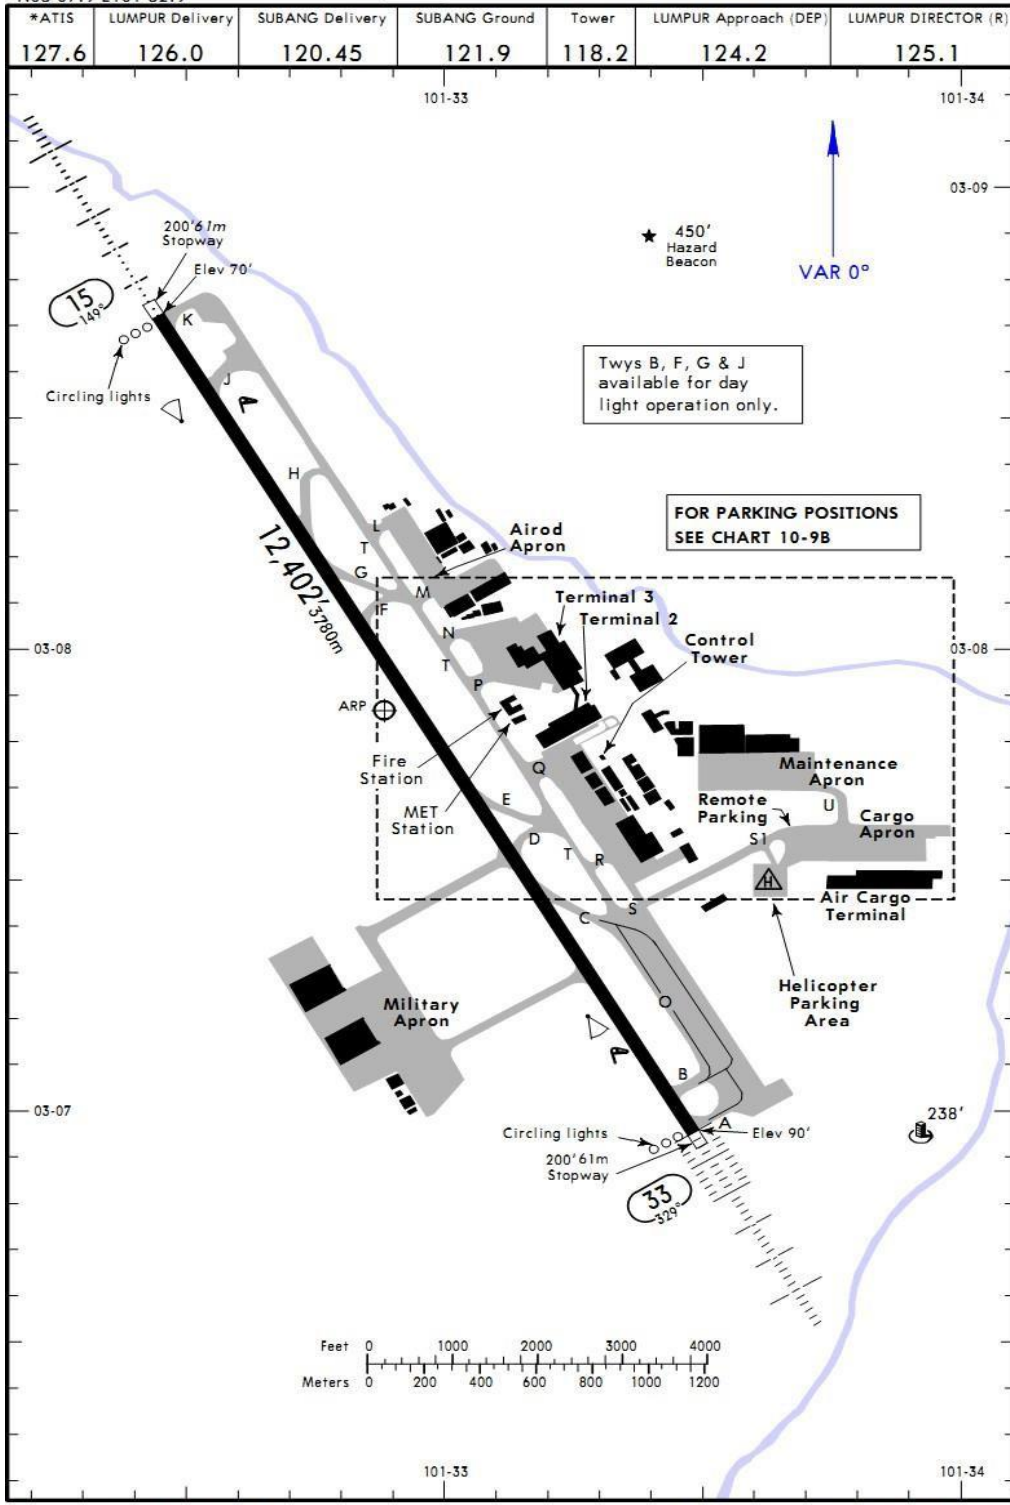 *ATIS
127.6
LUMPUR Delivery
126.0
SUBANG Delivery
120.45
SUBANG Ground
121.9
Tower
118.2
LUMPUR Approach (DEP)
124.2
LUMPUR DIRECTOR (R)
125.1
101-33
101-34
03-09
200'61m
Stopway
Elev 70'
450'
Hazard
Beacon
VAR 0°
15
149°
K
Circling lights
J
Twys B, F, G & J
available for day
light operation only.
H
FOR PARKING POSITIONS
SEE CHART 10-9B
L
Airod
Apron
T
G
12,402'
3780m
M
F
Terminal 3
Terminal 2
N
Control
Tower
03-08
03-08
T
P
ARP
Fire
Station
Q
Maintenance
Apron
MET
Station
E
Remote
Parking
U
Cargo
Apron
D
S1
T
R
H
Air Cargo
Terminal
C
S
Military
Apron
O
Helicopter
Parking
Area
B
03-07
A
238'
Circling lights
Elev 90'
200'61m
Stopway
33
329°
Feet 0 1000 2000 3000 4000
Meters 0 200 400 600 800 1000 1200
101-33
101-34